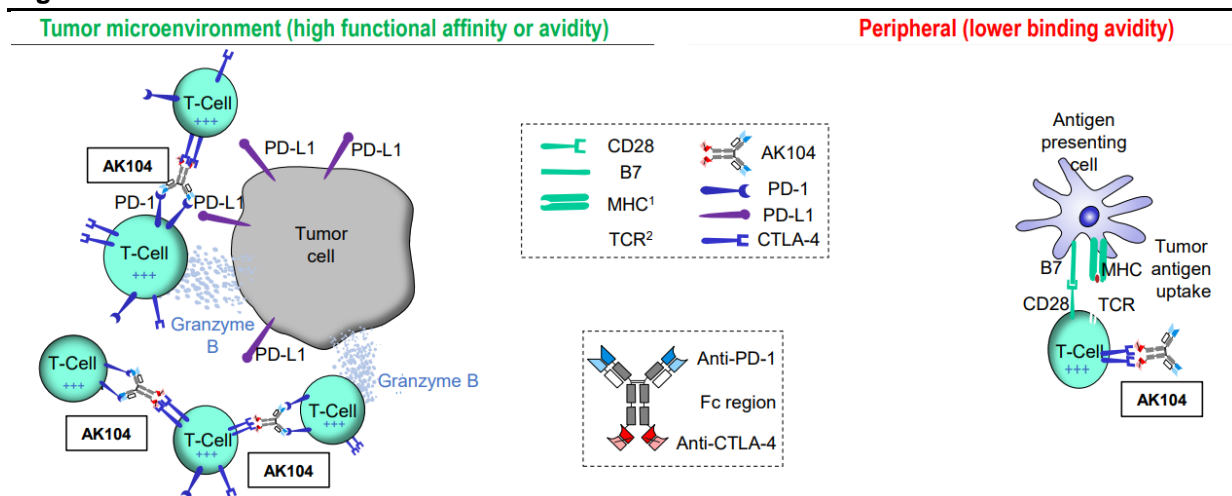 Tumor microenvironment (high functional affinity or avidity)
Peripheral (lower binding avidity)
T-Cell
+++
AK104
PD-1
PD-L1
PD-L1
PD-L1
T-Cell
+++
Tumor
cell
Granzyme
B
PD-L1
Granzyme B
T-Cell
+++
AK104
T-Cell
+++
AK104
T-Cell
+++
CD28
B7
MHC¹
TCR²
AK104
PD-1
PD-L1
CTLA-4
Anti-PD-1
Fc region
Anti-CTLA-4
Antigen
presenting
cell
B7
MHC
Tumor
antigen
uptake
CD28
TCR
T-Cell
+++
AK104